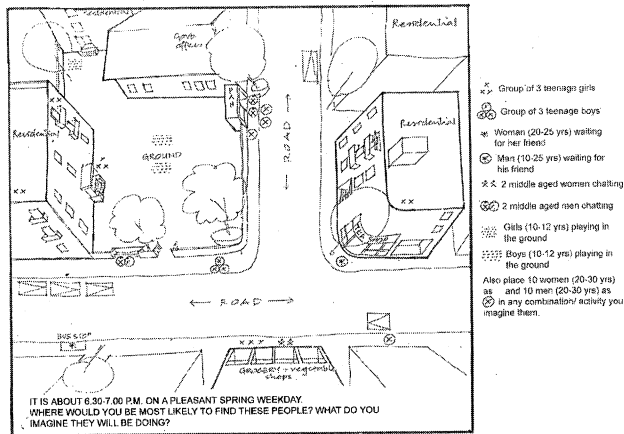 Residential
Govt
offices
Residential
Residential
Residential
GROUND
ROAD
← ROAD →
BUS STOP
SHOP
GROCERY + vegetable
shops
IT IS ABOUT 6.30-7.00 P.M. ON A PLEASANT SPRING WEEKDAY.
WHERE WOULD YOU BE MOST LIKELY TO FIND THESE PEOPLE? WHAT DO YOU
IMAGINE THEY WILL BE DOING?
Group of 3 teenage girls
Group of 3 teenage boys
Woman (20-25 yrs) waiting
for her friend
Man (10-25 yrs) waiting for
his friend
2 middle aged women chatting
2 middle aged men chatting
Girls (10-12 yrs) playing in
the ground
Boys (10-12 yrs) playing in
the ground
Also place 10 women (20-30 yrs)
as and 10 men (20-30 yrs) as
in any combination/ activity you
imagine them.